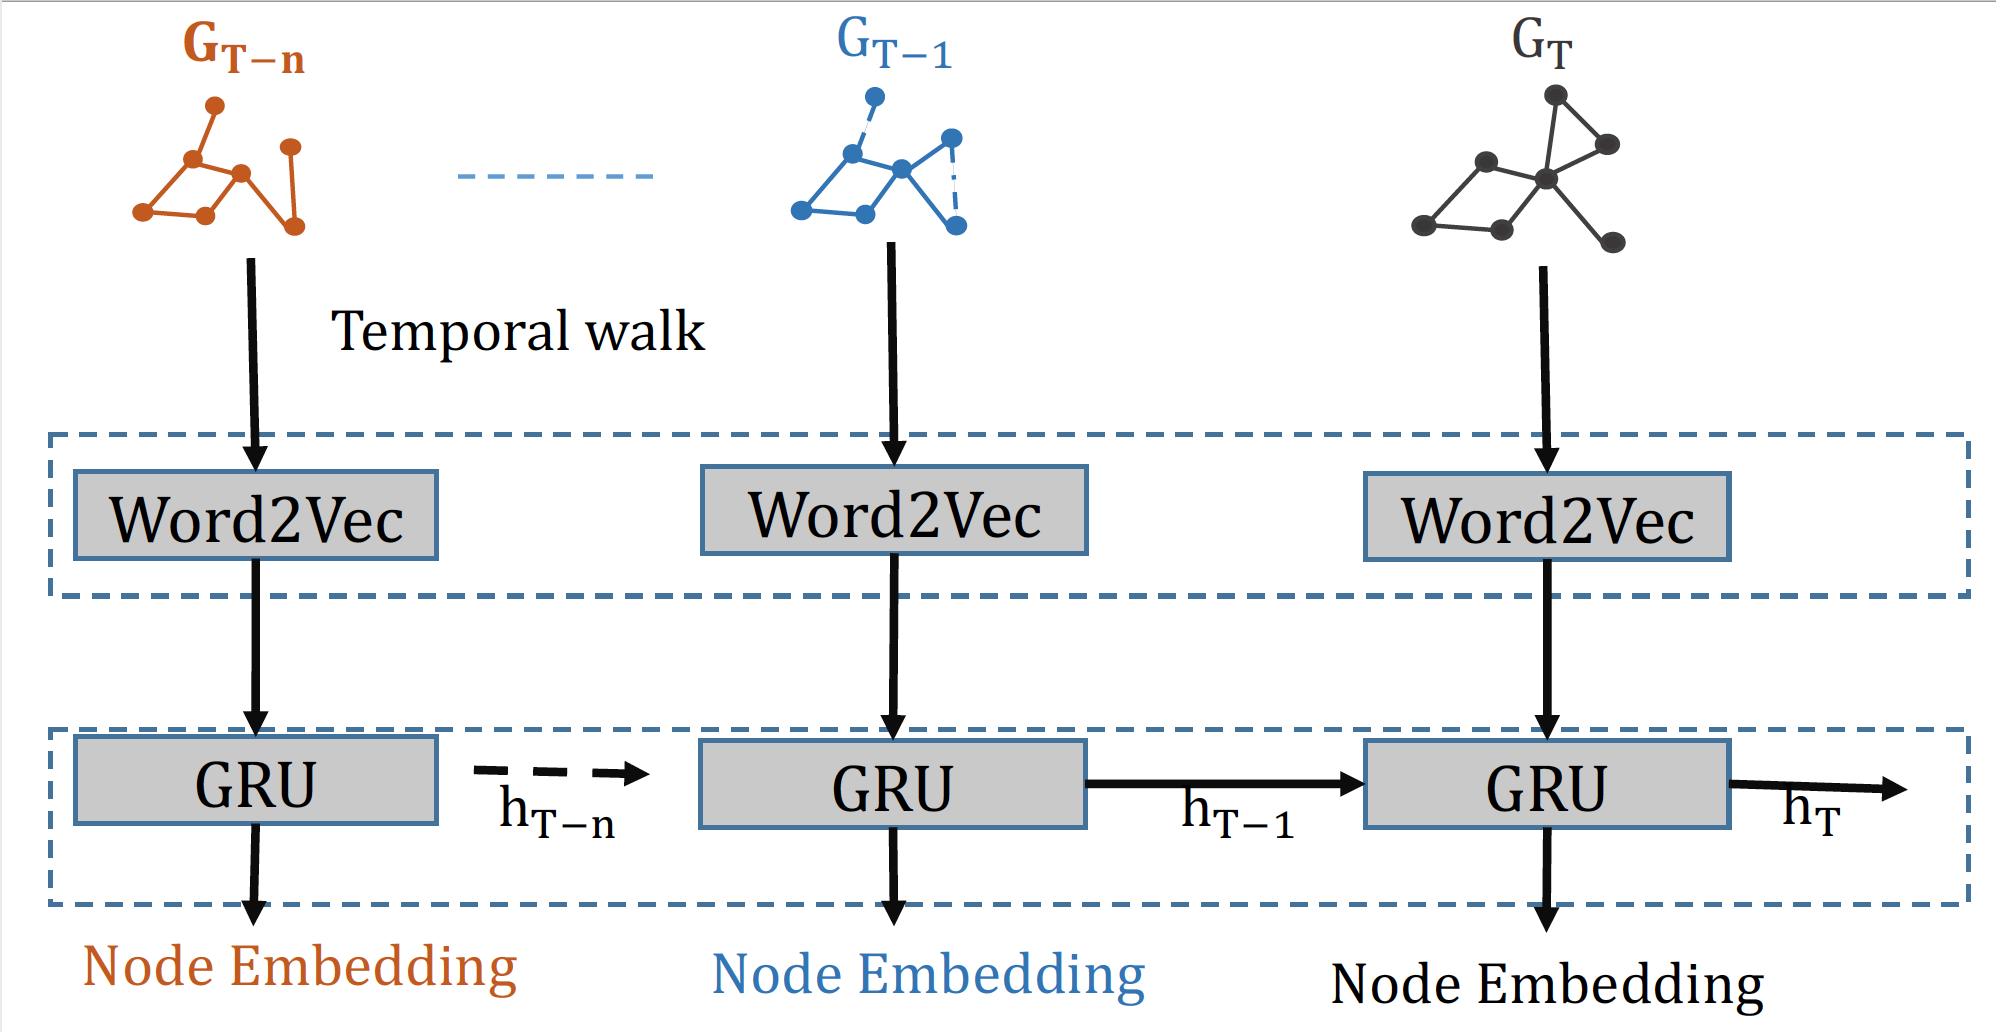 G_{T−n}
G_{T−1}
G_T
Temporal walk
Word2Vec
Word2Vec
Word2Vec
GRU
h_{T−n}
GRU
h_{T−1}
GRU
h_T
Node Embedding
Node Embedding
Node Embedding